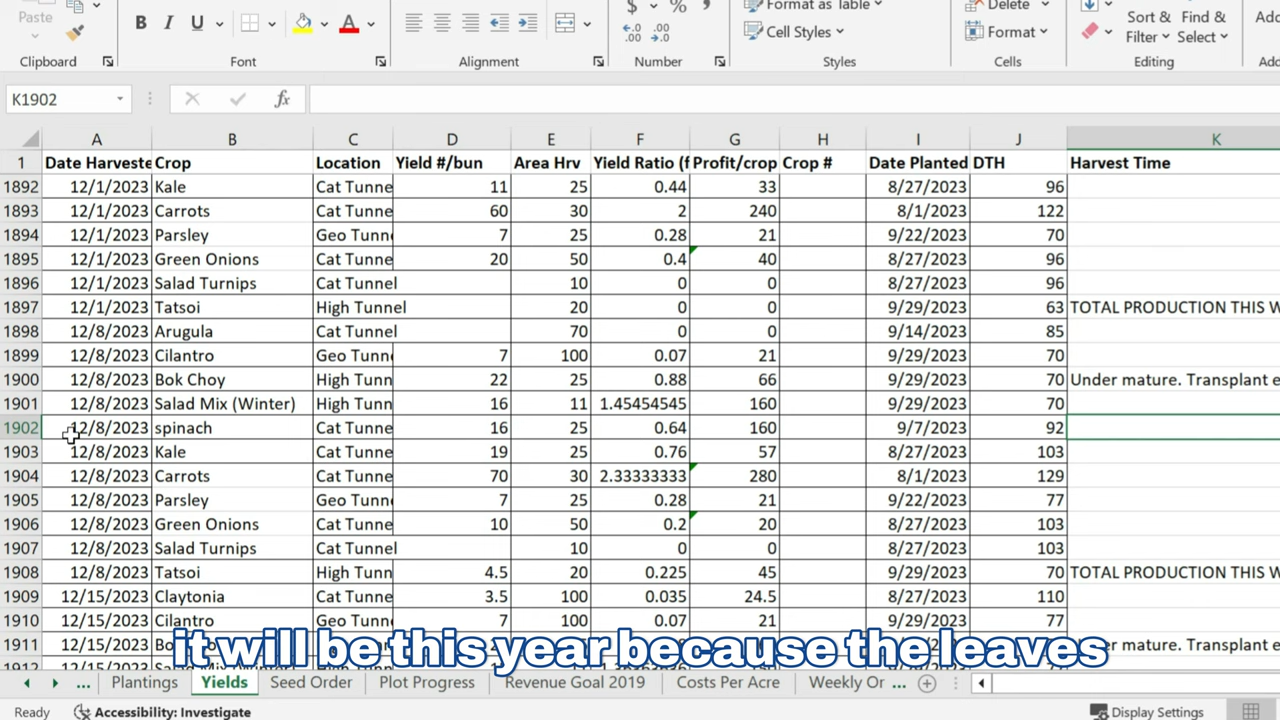 Paste
B I U A
$ % 9
Format as Table
Cell Styles
Delete
Format
Sort & Find &
Filter Select
Clipboard Font Alignment Number Styles Cells Editing
K1902 fx
A B C D E F G H I J K
1 Date Harveste Crop Location Yield #/bun Area Hrv Yield Ratio (f Profit/crop Crop # Date Planted DTH Harvest Time
1892 12/1/2023 Kale Cat Tunne 11 25 0.44 33 8/27/2023 96
1893 12/1/2023 Carrots Cat Tunne 60 30 2 240 8/1/2023 122
1894 12/1/2023 Parsley Geo Tunn 7 25 0.28 21 9/22/2023 70
1895 12/1/2023 Green Onions Cat Tunne 20 50 0.4 40 8/27/2023 96
1896 12/1/2023 Salad Turnips Cat Tunnel 10 0 0 8/27/2023 96
1897 12/1/2023 Tatsoi High Tunnel 20 0 0 9/29/2023 63 TOTAL PRODUCTION THIS W
1898 12/8/2023 Arugula Cat Tunnel 70 0 0 9/14/2023 85
1899 12/8/2023 Cilantro Geo Tunne 7 100 0.07 21 9/29/2023 70
1900 12/8/2023 Bok Choy High Tunn 22 25 0.88 66 9/29/2023 70 Under mature. Transplant e
1901 12/8/2023 Salad Mix (Winter) High Tunn 16 11 1.45454545 160 9/29/2023 70
1902 12/8/2023 spinach Cat Tunne 16 25 0.64 160 9/7/2023 92
1903 12/8/2023 Kale Cat Tunne 19 25 0.76 57 8/27/2023 103
1904 12/8/2023 Carrots Cat Tunne 70 30 2.33333333 280 8/1/2023 129
1905 12/8/2023 Parsley Geo Tunn 7 25 0.28 21 9/22/2023 77
1906 12/8/2023 Green Onions Cat Tunne 10 50 0.2 20 8/27/2023 103
1907 12/8/2023 Salad Turnips Cat Tunnel 10 0 0 8/27/2023 103
1908 12/8/2023 Tatsoi High Tunn 4.5 20 0.225 45 9/29/2023 70 TOTAL PRODUCTION THIS W
1909 12/15/2023 Claytonia Cat Tunne 3.5 100 0.035 24.5 8/27/2023 110
1910 12/15/2023 Cilantro Geo Tunne 7 100 0.07 21 9/29/2023 77
1911 mature. Transplant e
it will be this year because the leaves
... Plantings Yields Seed Order Plot Progress Revenue Goal 2019 Costs Per Acre Weekly Or ...
Ready Accessibility: Investigate Display Settings